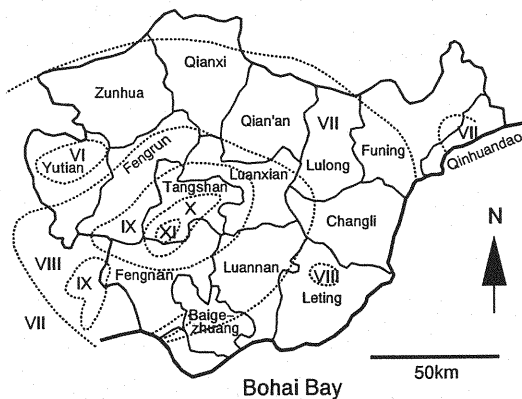 Qianxi
Zunhua
Qian'an
VII
VII
VI
Yutian
Fengrun
Lulong
Funing
Qinhuandao
Luanxian
Tangshan
X
Changli
N
IX
XI
VIII
Fengnan
Luannan
IX
VIII
Leting
VII
Baige-
zhuang
50km
Bohai Bay